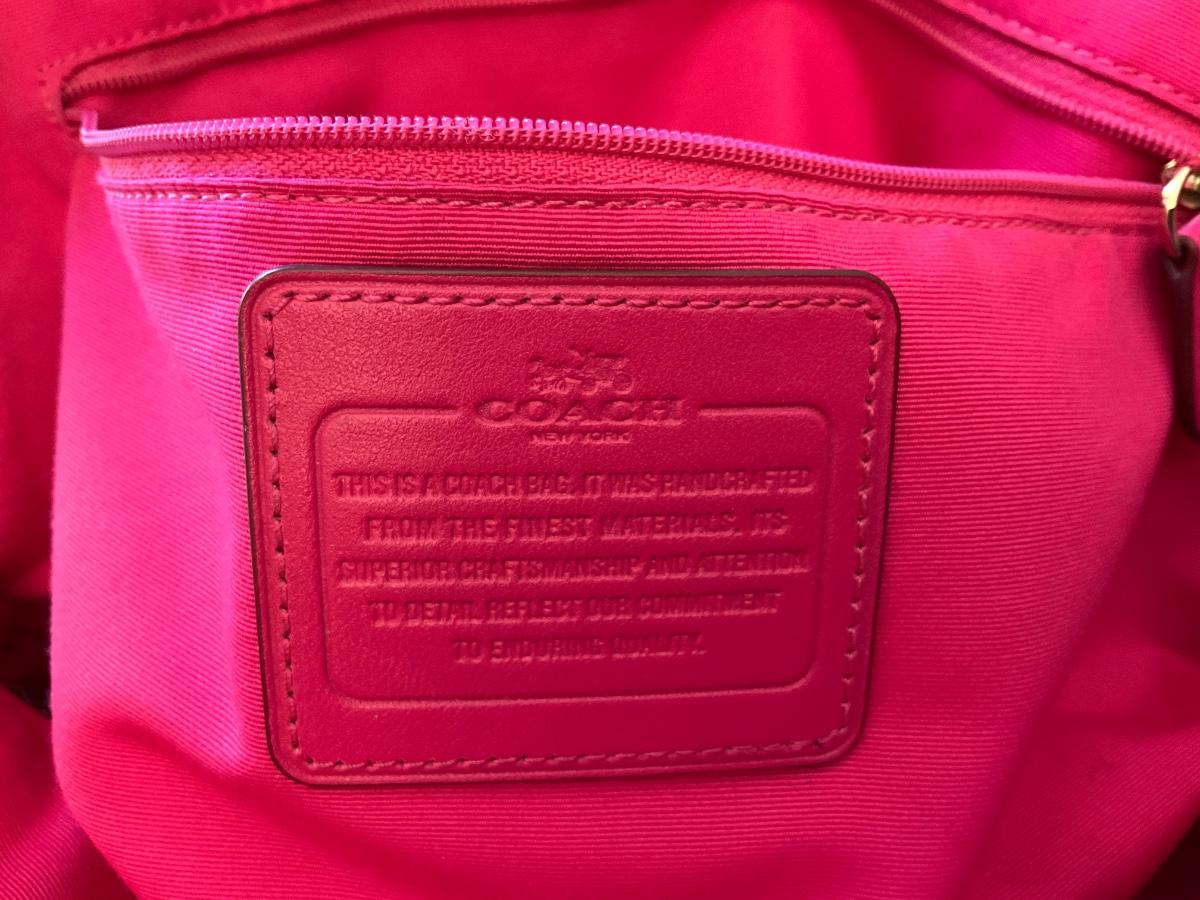 COACH
NEW YORK
THIS IS A COACH BAG. IT WAS HANDCRAFTED
FROM THE FINEST MATERIALS. ITS
SUPERIOR CRAFTSMANSHIP AND ATTENTION
TO DETAIL REFLECT OUR COMMITMENT
TO ENDURING QUALITY.